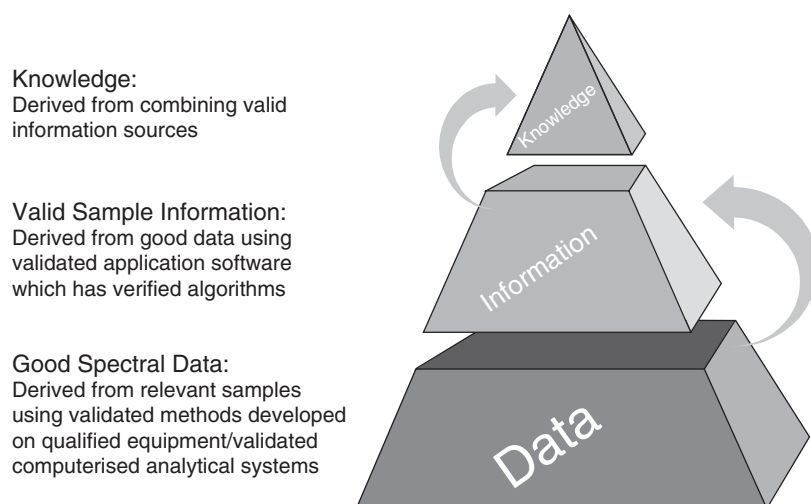 Knowledge:
Derived from combining valid
information sources
Knowledge
Valid Sample Information:
Derived from good data using
validated application software
which has verified algorithms
Information
Good Spectral Data:
Derived from relevant samples
using validated methods developed
on qualified equipment/validated
computerised analytical systems
Data